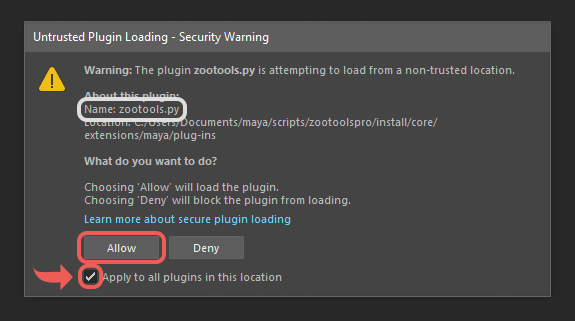 Untrusted Plugin Loading - Security Warning
Warning: The plugin zootools.py is attempting to load from a non-trusted location.
About this plugin:
Name: zootools.py
Location: C:/Users/Documents/maya/scripts/zootoolspro/install/core/
extensions/maya/plug-ins
What do you want to do?
Choosing 'Allow' will load the plugin.
Choosing 'Deny' will block the plugin from loading.
Learn more about secure plugin loading
Allow Deny
Apply to all plugins in this location